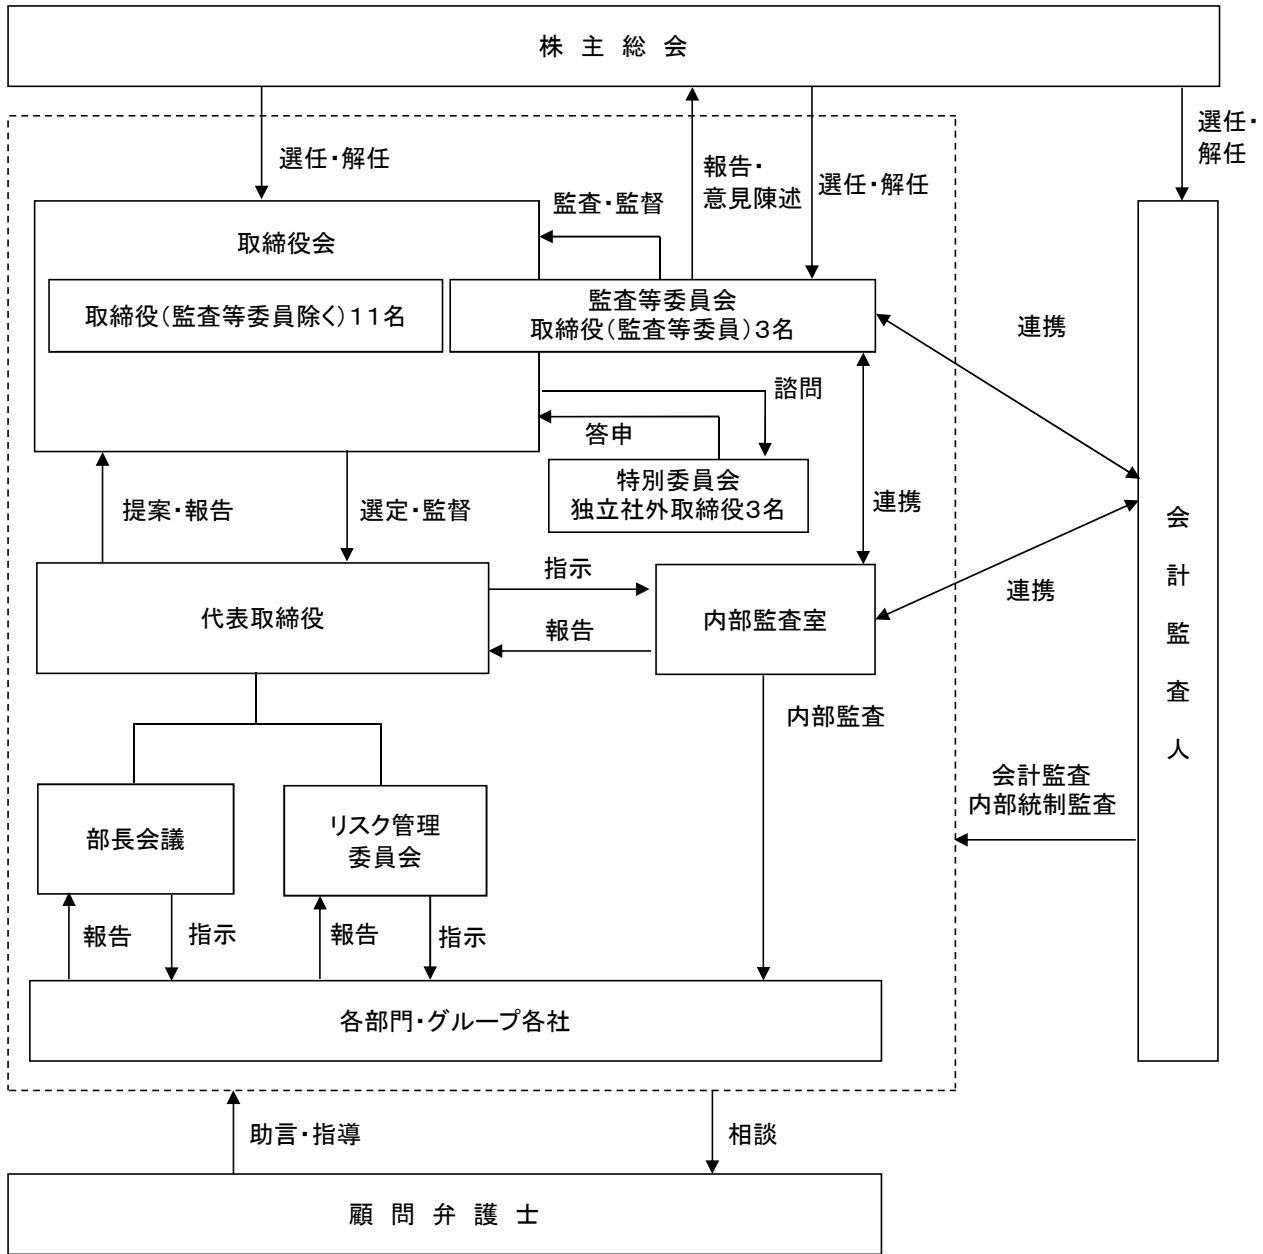 株 主 総 会
選任・解任
報告・
意見陳述
選任・解任
選任・
解任
監査・監督
取締役会
取締役（監査等委員除く）１１名
監査等委員会
取締役（監査等委員）３名
連携
諮問
答申
特別委員会
独立社外取締役３名
提案・報告
選定・監督
連携
会
計
監
査
人
指示
代表取締役
報告
内部監査室
連携
内部監査
会計監査
内部統制監査
部長会議
リスク管理
委員会
報告
指示
報告
指示
各部門・グループ各社
助言・指導
相談
顧 問 弁 護 士